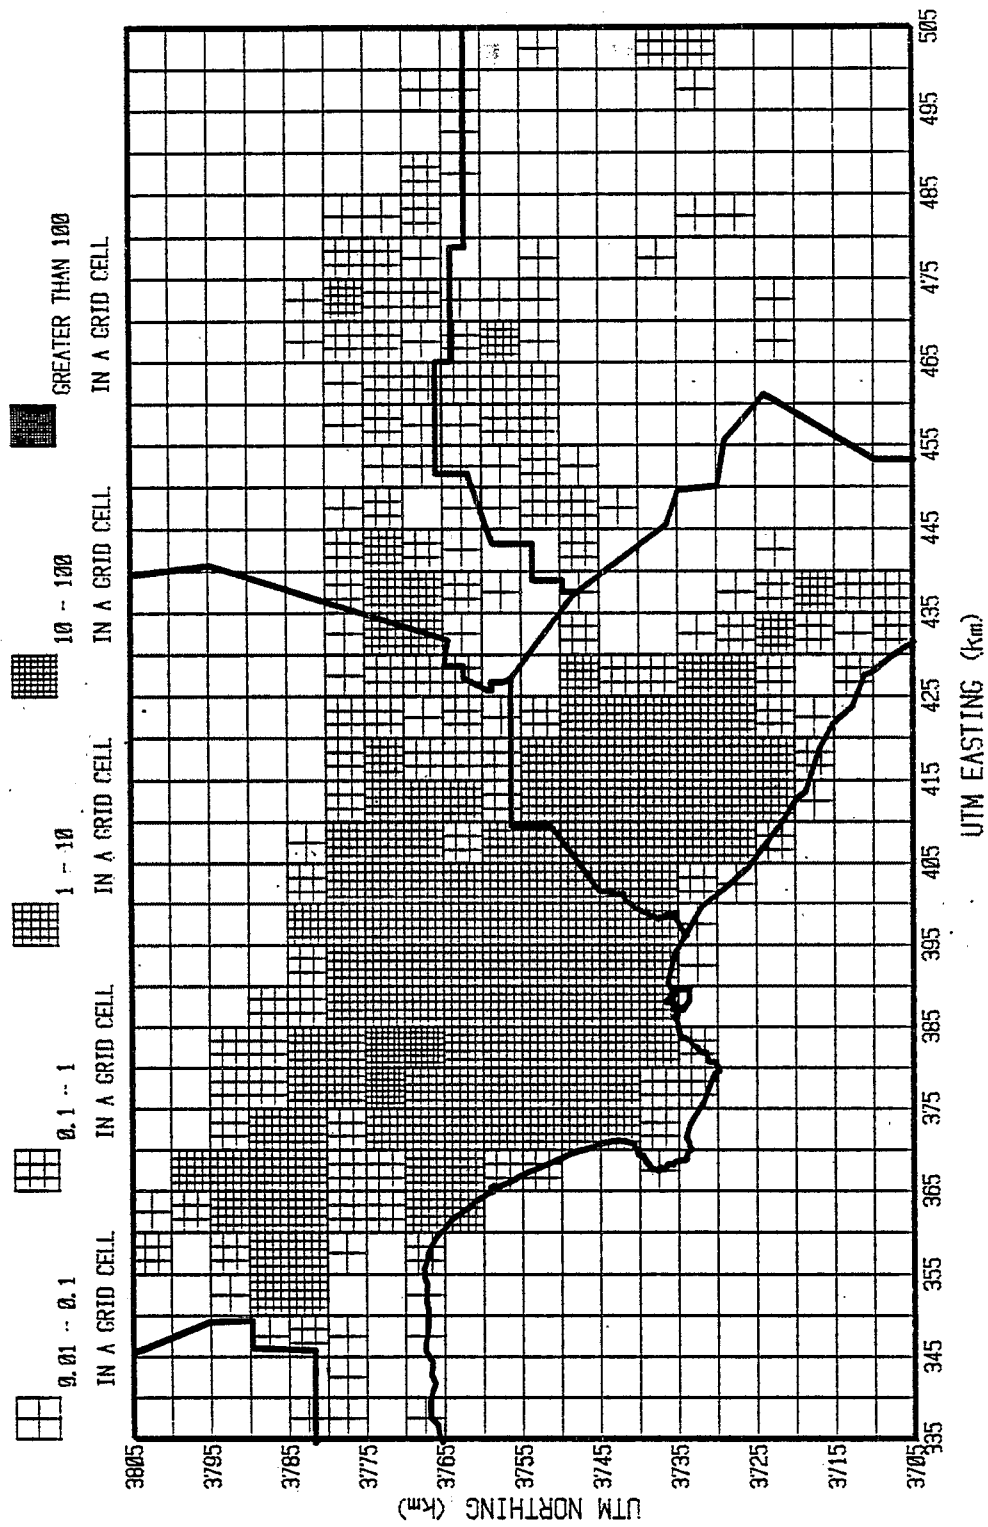 0.01 -- 0.1
IN A GRID CELL
0.1 -- 1
IN A GRID CELL
1 -- 10
IN A GRID CELL
10 -- 100
IN A GRID CELL
GREATER THAN 100
IN A GRID CELL
UTM NORTHING (km)
3805
3795
3785
3775
3765
3755
3745
3735
3725
3715
3705
335
345
355
365
375
385
395
405
415
425
435
445
455
465
475
485
495
505
UTM EASTING (km)